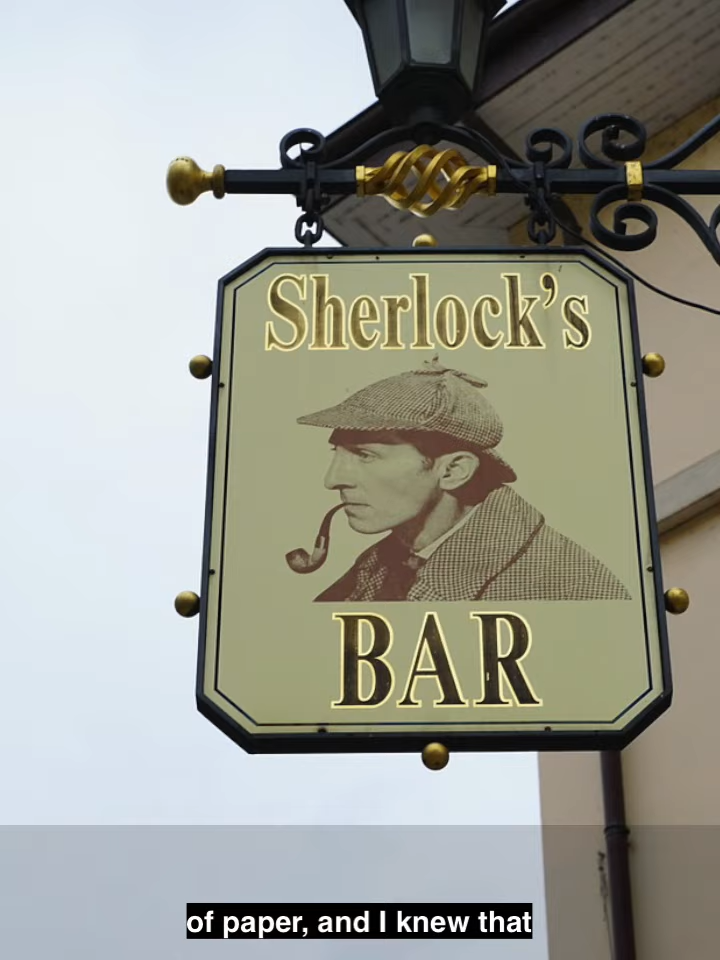 Sherlock’s
BAR
of paper, and I knew that